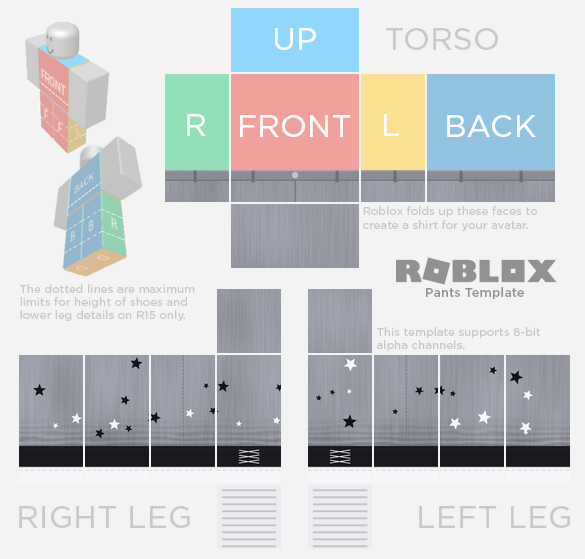 UP
TORSO
FRONT
F F
R
FRONT
L
BACK
BACK
B B R
Roblox folds up these faces to
create a shirt for your avatar.
ROBLOX
Pants Template
The dotted lines are maximum
limits for height of shoes and
lower leg details on R15 only.
This template supports 8-bit
alpha channels.
RIGHT LEG
LEFT LEG